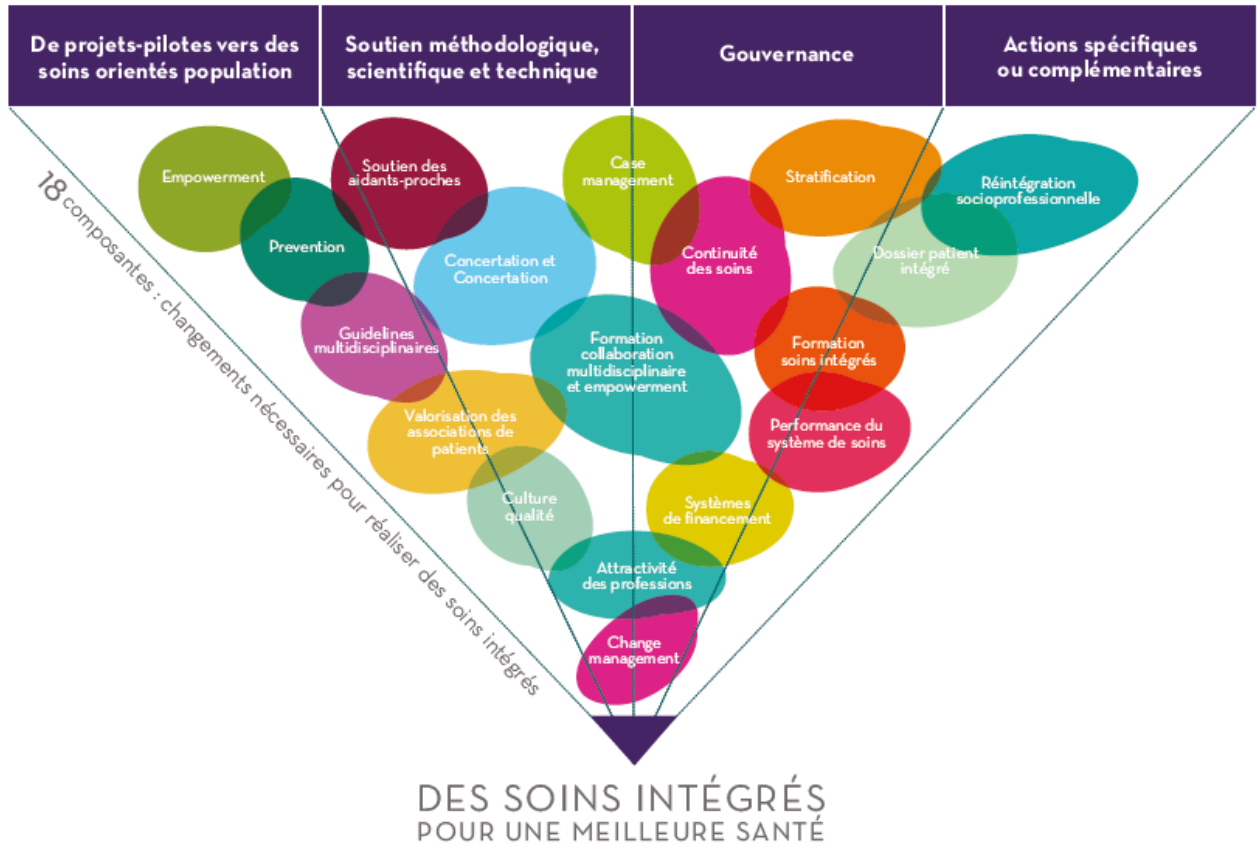 De projets-pilotes vers des
soins orientés population
Soutien méthodologique,
scientifique et technique
Gouvernance
Actions spécifiques
ou complémentaires
18 composantes : changements nécessaires pour réaliser des soins intégrés
Empowerment
Soutien des
aidants-proches
Case
management
Stratification
Réintégration
socioprofessionnelle
Prevention
Concertation et
Concertation
Continuité
des soins
Dossier patient
intégré
Guidelines
multidisciplinaires
Formation
collaboration
multidisciplinaire
et empowerment
Formation
soins intégrés
Valorisation des
associations de
patients
Performance du
système de soins
Culture
qualité
Systèmes
de financement
Attractivité
des professions
Change
management
DES SOINS INTÉGRÉS
POUR UNE MEILLEURE SANTÉ